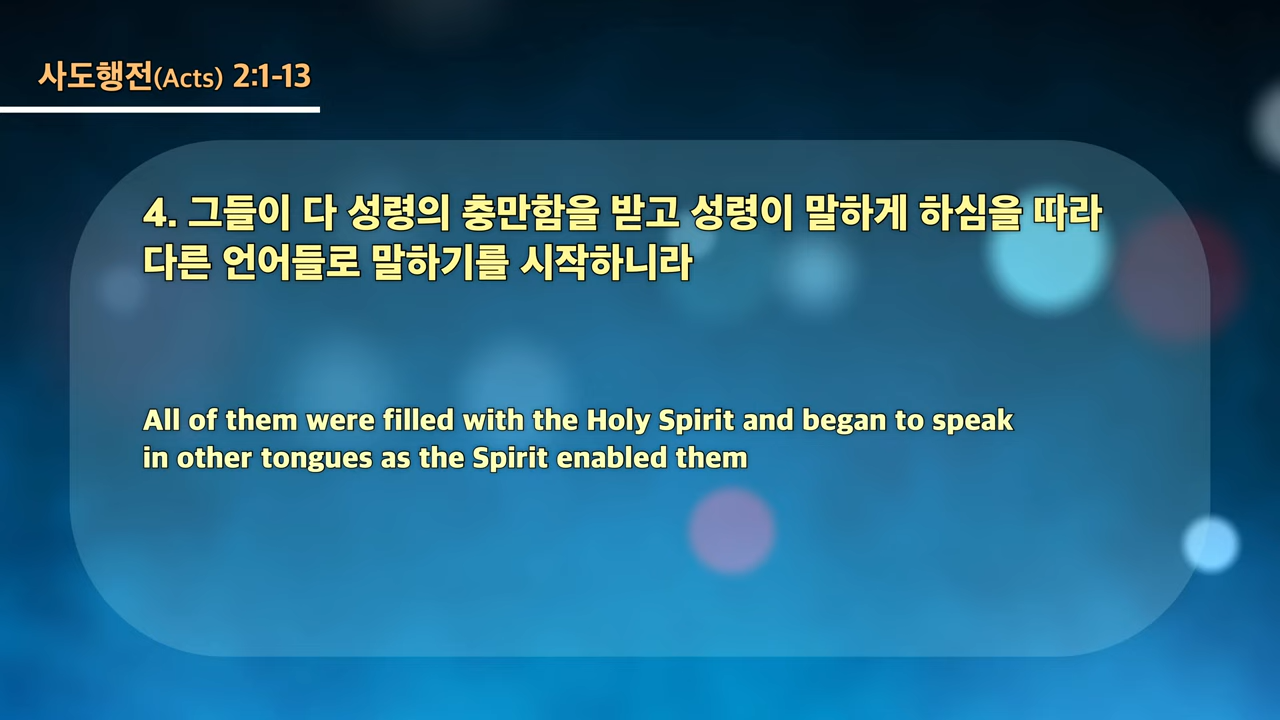 사도행전(Acts) 2:1-13
4. 그들이 다 성령의 충만함을 받고 성령이 말하게 하심을 따라
다른 언어들로 말하기를 시작하니라
All of them were filled with the Holy Spirit and began to speak
in other tongues as the Spirit enabled them